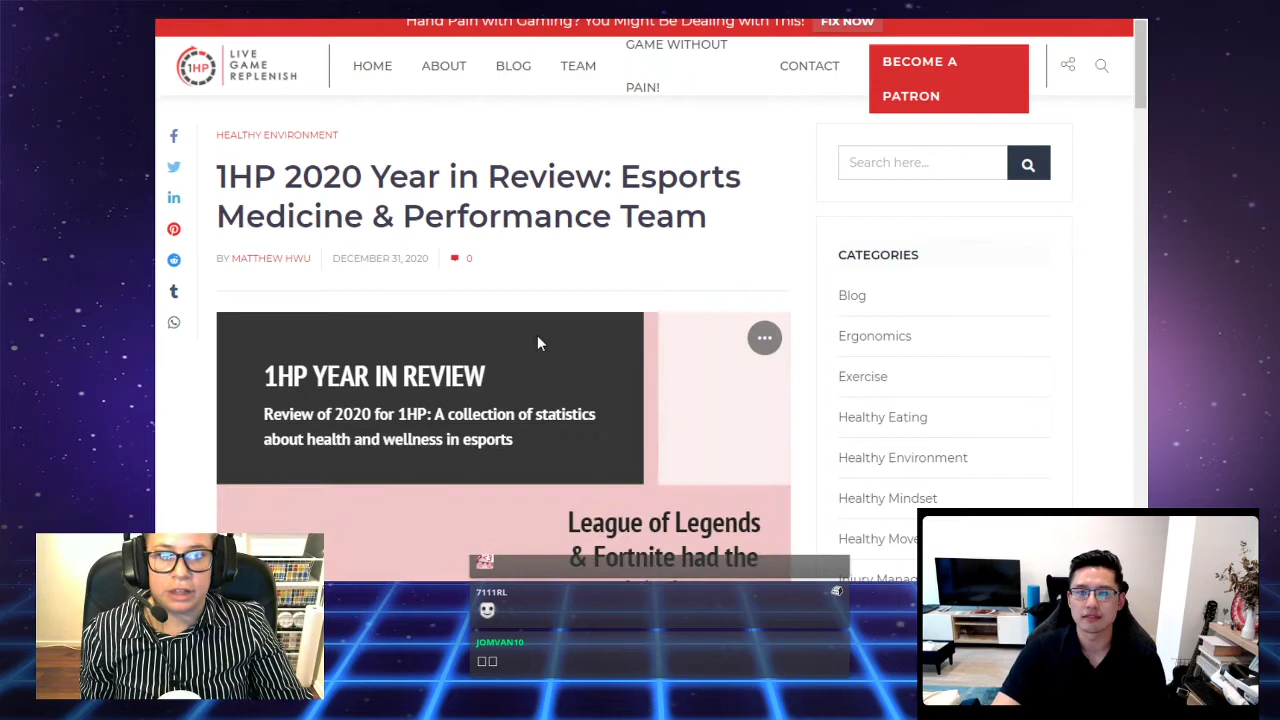 Hand Pain with Gaming? You Might Be Dealing with This! FIX NOW
1HP
LIVE
GAME
REPLENISH
HOME
ABOUT
BLOG
TEAM
GAME WITHOUT
PAIN!
CONTACT
BECOME A
PATRON
HEALTHY ENVIRONMENT
1HP 2020 Year in Review: Esports
Medicine & Performance Team
BY MATTHEW HWU
DECEMBER 31, 2020
0
1HP YEAR IN REVIEW
Review of 2020 for 1HP: A collection of statistics
about health and wellness in esports
League of Legends
& Fortnite had the
Search here...
CATEGORIES
Blog
Ergonomics
Exercise
Healthy Eating
Healthy Environment
Healthy Mindset
Healthy Move
Injury Manag
7111RL
JOMVAN10